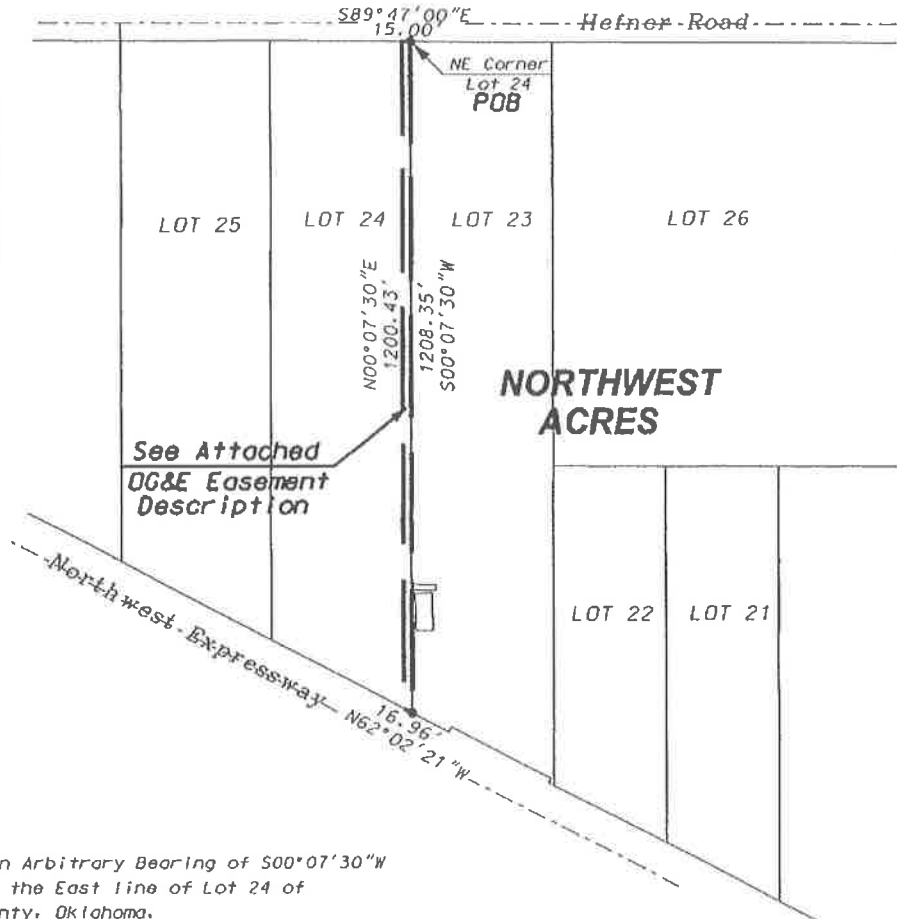 S89°47'00"E
15.00'
Hefner Road
NE Corner
Lot 24
POB
LOT 25
LOT 24
LOT 23
LOT 26
N00°07'30"E
1200.43'
1208.35'
S00°07'30"W
NORTHWEST
ACRES
See Attached
OG&E Easement
Description
LOT 22
LOT 21
Northwest Expressway
16.96'
N62°02'21"W
n Arbitrary Bearing of S00°07'30"W
the East line of Lot 24 of
nty, Oklahoma.